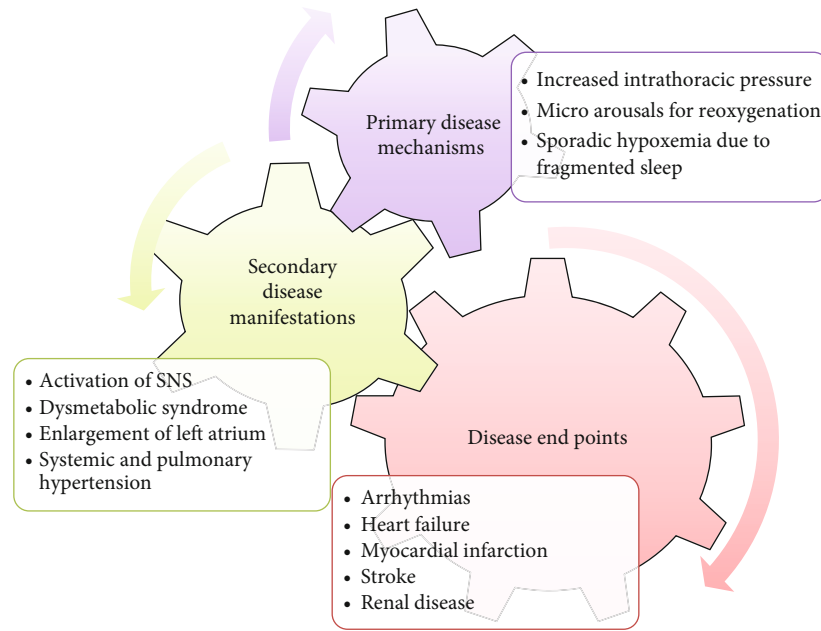 Primary disease
mechanisms
• Increased intrathoracic pressure
• Micro arousals for reoxygenation
• Sporadic hypoxemia due to
fragmented sleep
Secondary
disease
manifestations
• Activation of SNS
• Dysmetabolic syndrome
• Enlargement of left atrium
• Systemic and pulmonary
hypertension
Disease end points
• Arrhythmias
• Heart failure
• Myocardial infarction
• Stroke
• Renal disease